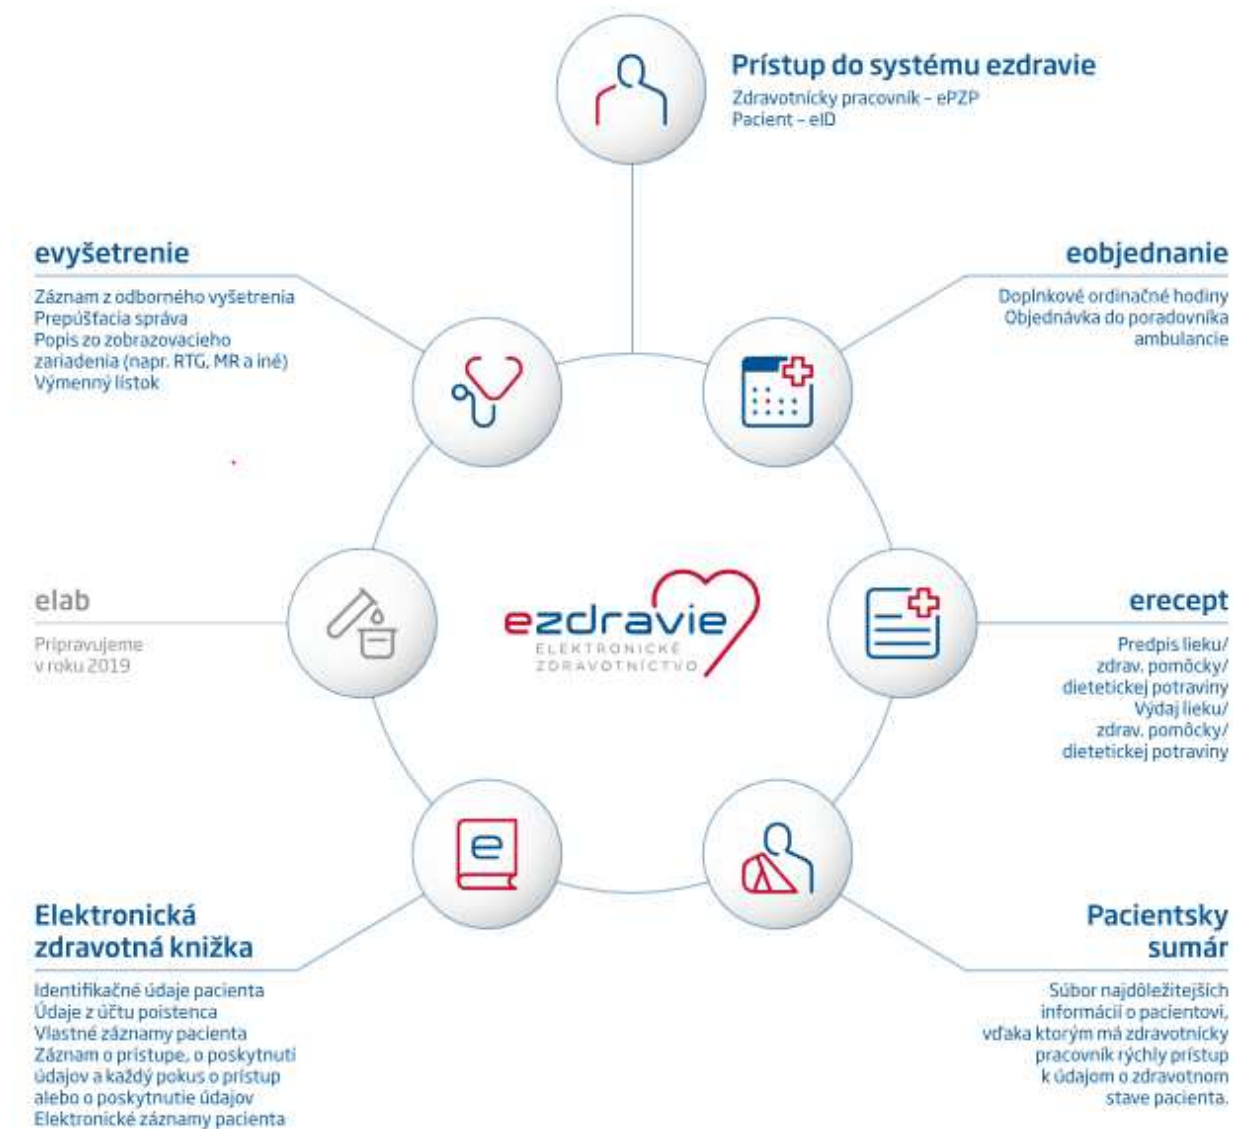 Prístup do systému ezdravie
Zdravotnícky pracovník – ePZP
Pacient – eID
evyšetrenie
Záznam z odborného vyšetrenia
Prepúšťacia správa
Popis zo zobrazovacieho
zariadenia (napr. RTG, MR a iné)
Výmenný lístok
eobjednanie
Doplnkové ordinačné hodiny
Objednávka do poradovníka
ambulancie
elab
Pripravujeme
v roku 2019
ezdravie
ELEKTRONICKÉ
ZDRAVOTNÍCTVO
erecept
Predpis lieku/
zdrav. pomôcky/
dietetickej potraviny
Výdaj lieku/
zdrav. pomôcky/
dietetickej potraviny
e
Elektronická
zdravotná knižka
Identifikačné údaje pacienta
Údaje z účtu poistenca
Vlastné záznamy pacienta
Záznam o prístupe, o poskytnutí
údajov a každý pokus o prístup
alebo o poskytnutie údajov
Elektronické záznamy pacienta
Pacientsky
sumár
Súbor najdôležitejších
informácií o pacientovi,
vďaka ktorým má zdravotnícky
pracovník rýchly prístup
k údajom o zdravotnom
stave pacienta.